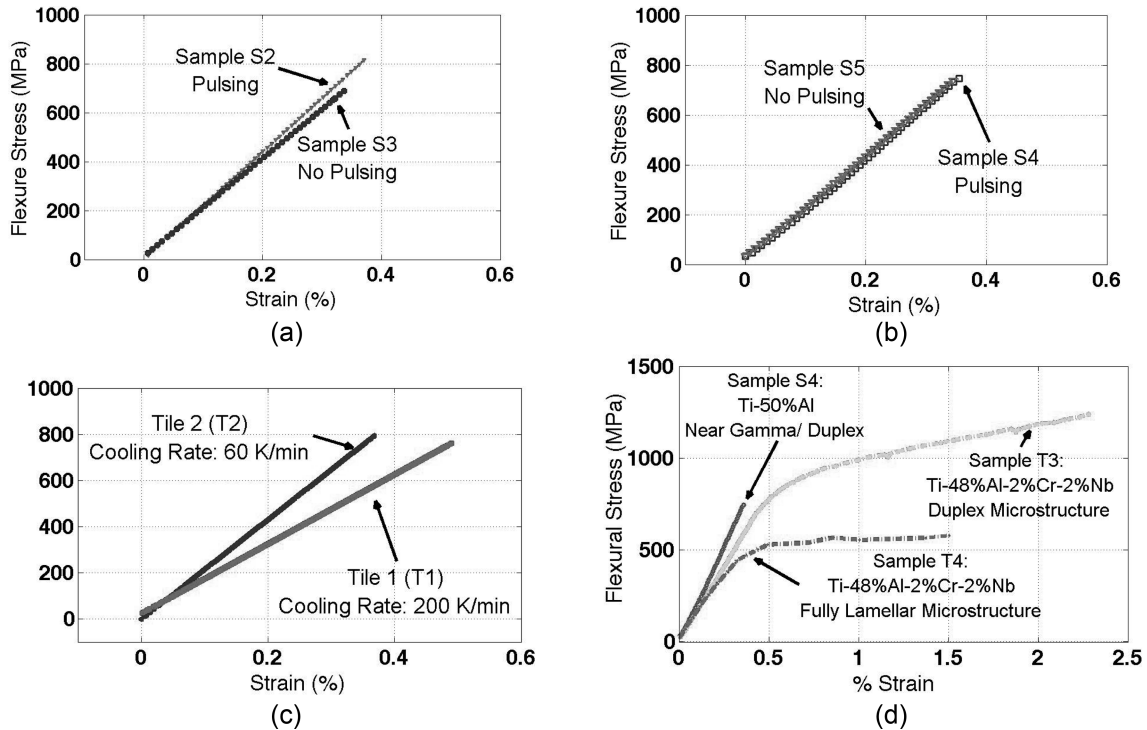 1000
800
600
400
200
0
Flexure Stress (MPa)
Sample S2
Pulsing
Sample S3
No Pulsing
0
0.2
0.4
0.6
Strain (%)
(a)
1000
800
600
400
200
0
Flexure Stress (MPa)
Sample S5
No Pulsing
Sample S4
Pulsing
0
0.2
0.4
0.6
Strain (%)
(b)
1000
800
600
400
200
0
Tile 2 (T2)
Cooling Rate: 60 K/min
Tile 1 (T1)
Cooling Rate: 200 K/min
0
0.2
0.4
0.6
Strain (%)
(c)
1500
1000
500
0
Flexural Stress (MPa)
Sample S4:
Ti-50%Al
Near Gamma/ Duplex
Sample T3:
Ti-48%Al-2%Cr-2%Nb
Duplex Microstructure
Sample T4:
Ti-48%Al-2%Cr-2%Nb
Fully Lamellar Microstructure
0
0.5
1
1.5
2
2.5
% Strain
(d)